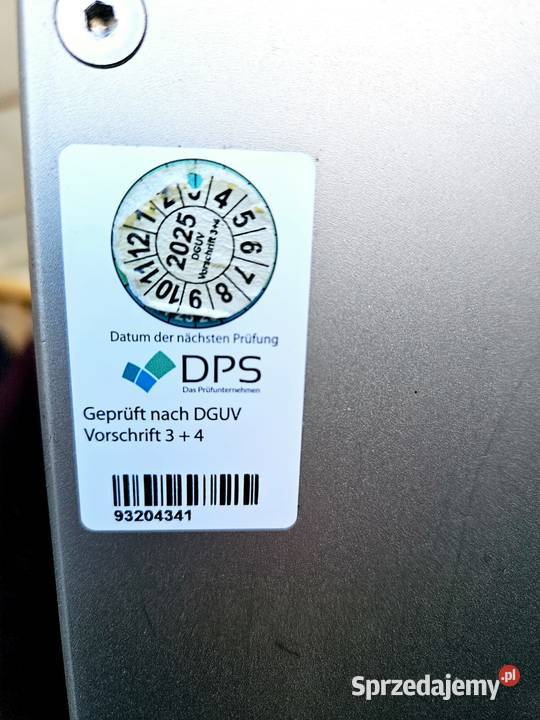 1 2 3 4 5 6 7 8 9 10 11 12
2025
DGUV
Vorschrift 3+4
Datum der nächsten Prüfung
DPS
Das Prüfunternehmen
Geprüft nach DGUV
Vorschrift 3 + 4
93204341
Sprzedajemy.pl